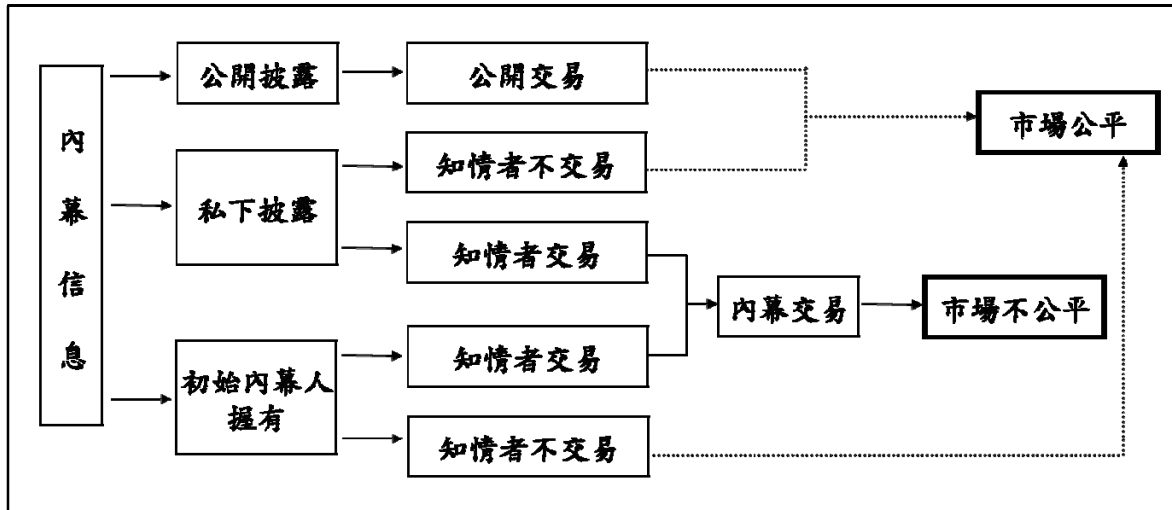 內幕信息
公開披露
公開交易
市場公平
知情者不交易
私下披露
知情者交易
內幕交易
市場不公平
知情者交易
初始內幕人
握有
知情者不交易